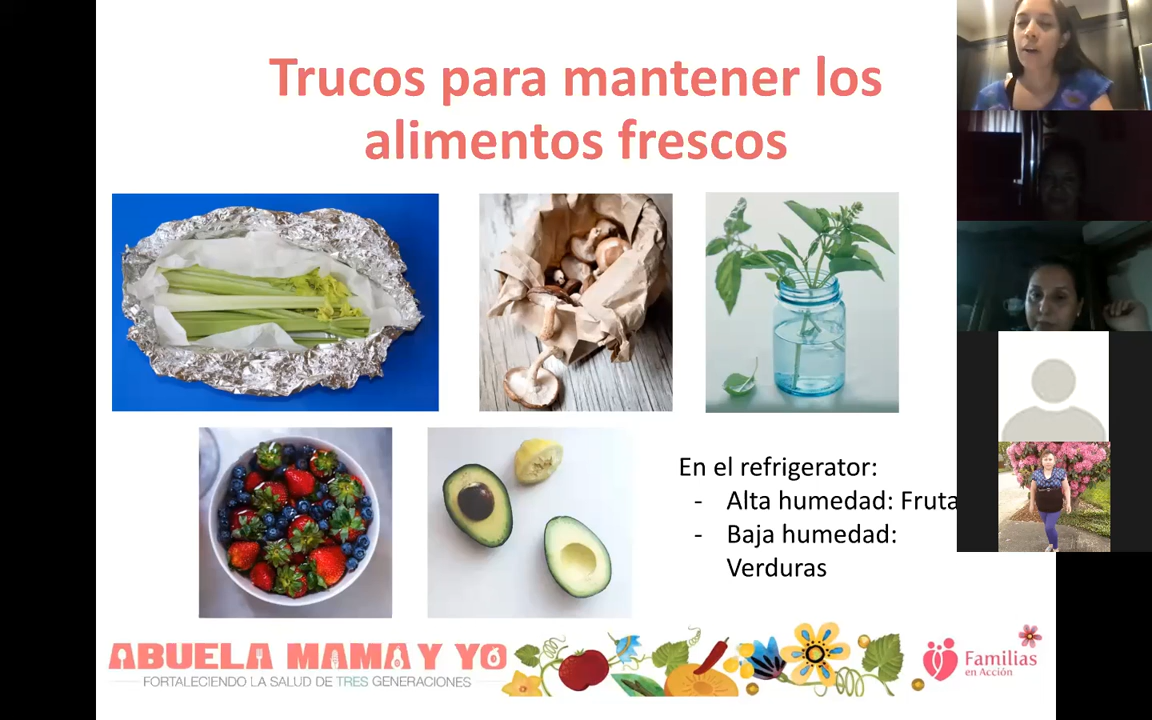 Trucos para mantener los
alimentos frescos
En el refrigerator:
- Alta humedad: Fruta
- Baja humedad:
Verduras
ABUELA MAMA Y YO
FORTALECIENDO LA SALUD DE TRES GENERACIONES
Familias
en Acción